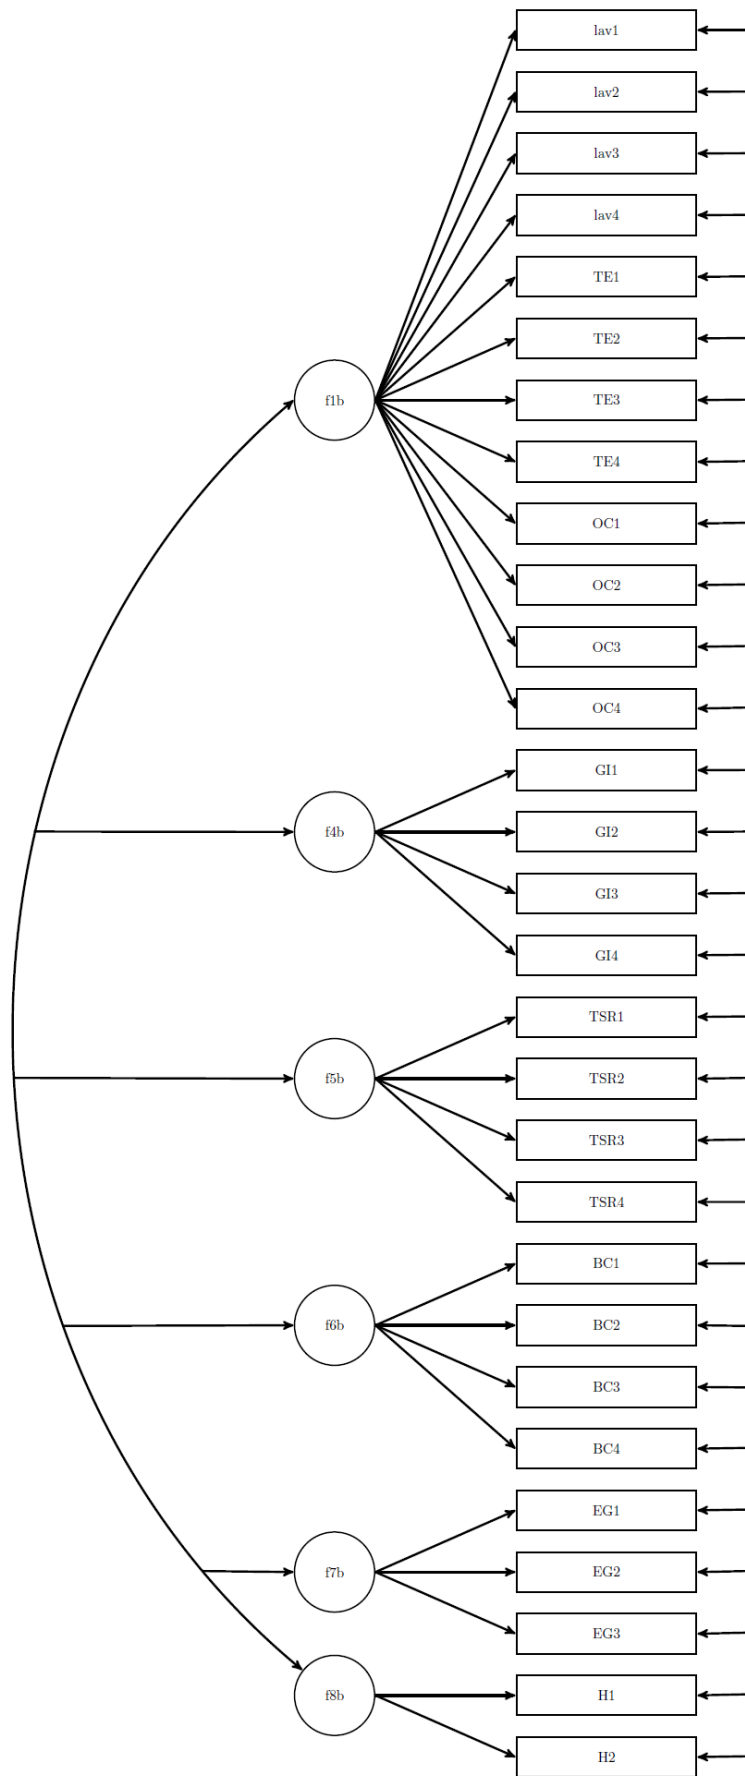 lav1
lav2
lav3
lav4
TE1
TE2
f1b
TE3
TE4
OC1
OC2
OC3
OC4
GI1
f4b
GI2
GI3
GI4
TSR1
f5b
TSR2
TSR3
TSR4
BC1
f6b
BC2
BC3
BC4
EG1
f7b
EG2
EG3
f8b
H1
H2